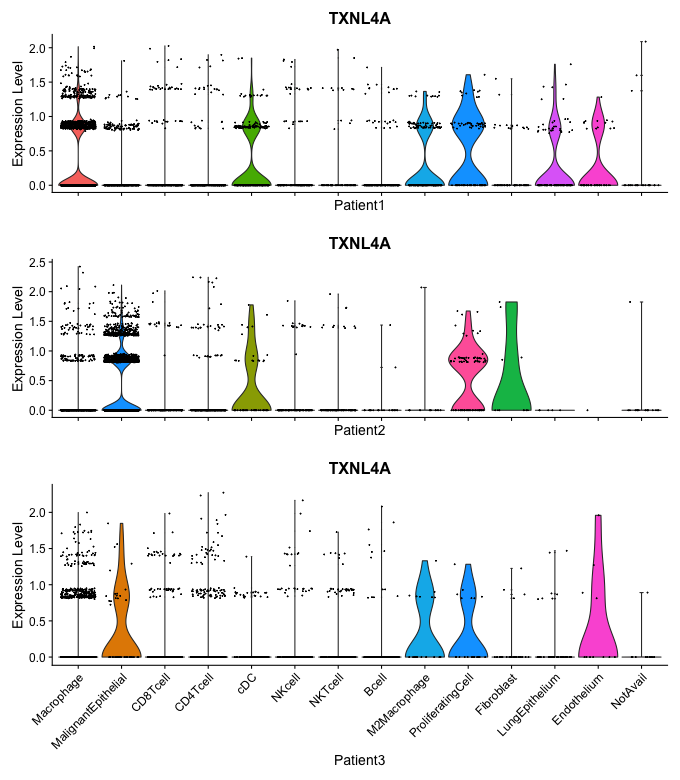 TXNL4A
Expression Level
2.0
1.5
1.0
0.5
0.0
Patient1
TXNL4A
Expression Level
2.5
2.0
1.5
1.0
0.5
0.0
Patient2
TXNL4A
Expression Level
2.0
1.5
1.0
0.5
0.0
Macrophage
MalignantEpithelial
CD8Tcell
CD4Tcell
cDC
NKcell
NKTcell
Bcell
M2Macrophage
ProliferatingCell
Fibroblast
LungEpithelium
Endothelium
NotAvail
Patient3